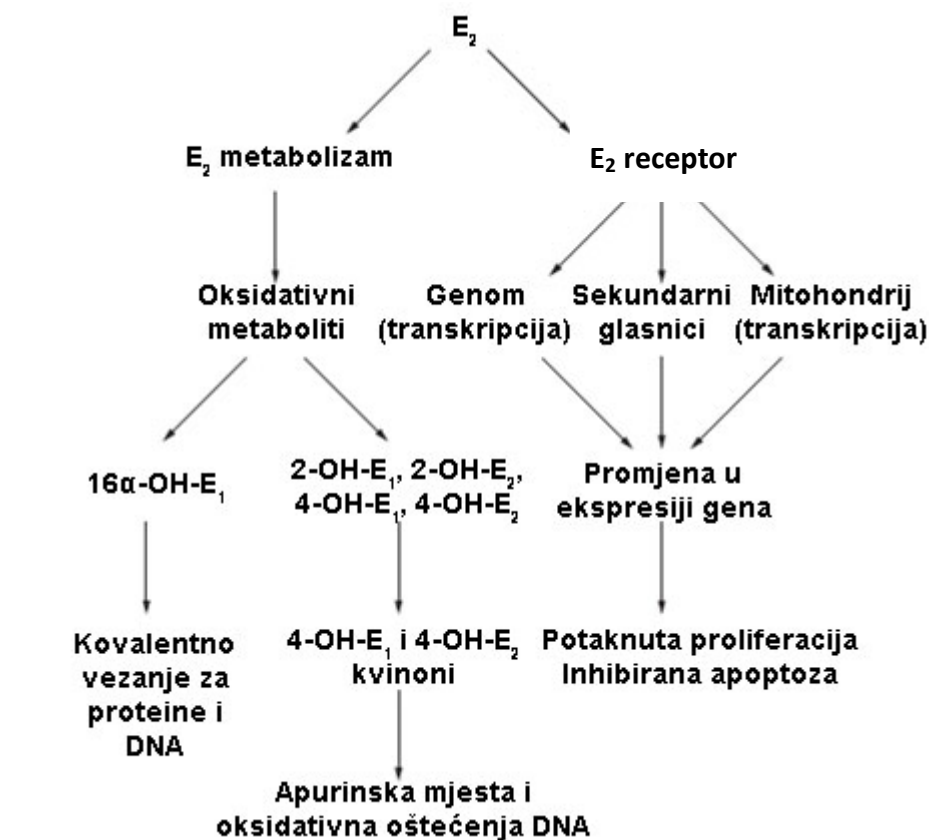 E₂
E₂ metabolizam
E₂ receptor
Oksidativni
metaboliti
Genom
(transkripcija)
Sekundarni
glasnici
Mitohondrij
(transkripcija)
16α-OH-E₁
2-OH-E₁, 2-OH-E₂,
4-OH-E₁, 4-OH-E₂
Promjena u
ekspresiji gena
Kovalentno
vezanje za
proteine i
DNA
4-OH-E₁ i 4-OH-E₂
kvinoni
Potaknuta proliferacija
Inhibirana apoptoza
Apurinska mjesta i
oksidativna oštećenja DNA